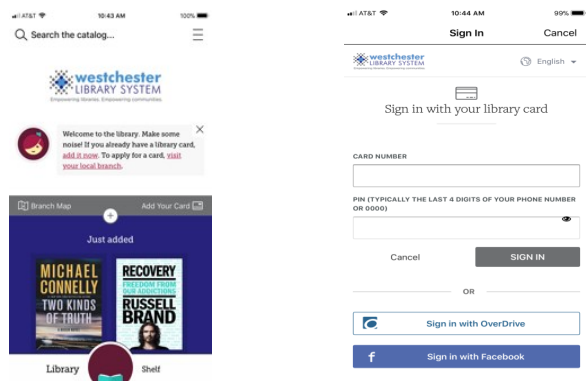 AT&T 10:43 AM 100%
Search the catalog...
westchester
LIBRARY SYSTEM
Empowering libraries. Empowering communities.
Welcome to the library. Make some
noise! If you already have a library card,
add it now. To apply for a card, visit
your local branch.
Branch Map
Add Your Card
Just added
MICHAEL
CONNELLY
TWO KINDS
OF TRUTH
RECOVERY
FREEDOM FROM
OUR ADDICTIONS
RUSSELL
BRAND
Library
Shelf
AT&T 10:44 AM 99%
Sign In
Cancel
westchester
LIBRARY SYSTEM
Empowering libraries. Empowering communities.
English
Sign in with your library card
CARD NUMBER
PIN (TYPICALLY THE LAST 4 DIGITS OF YOUR PHONE NUMBER
OR 0000)
Cancel
SIGN IN
OR
Sign in with OverDrive
f Sign in with Facebook